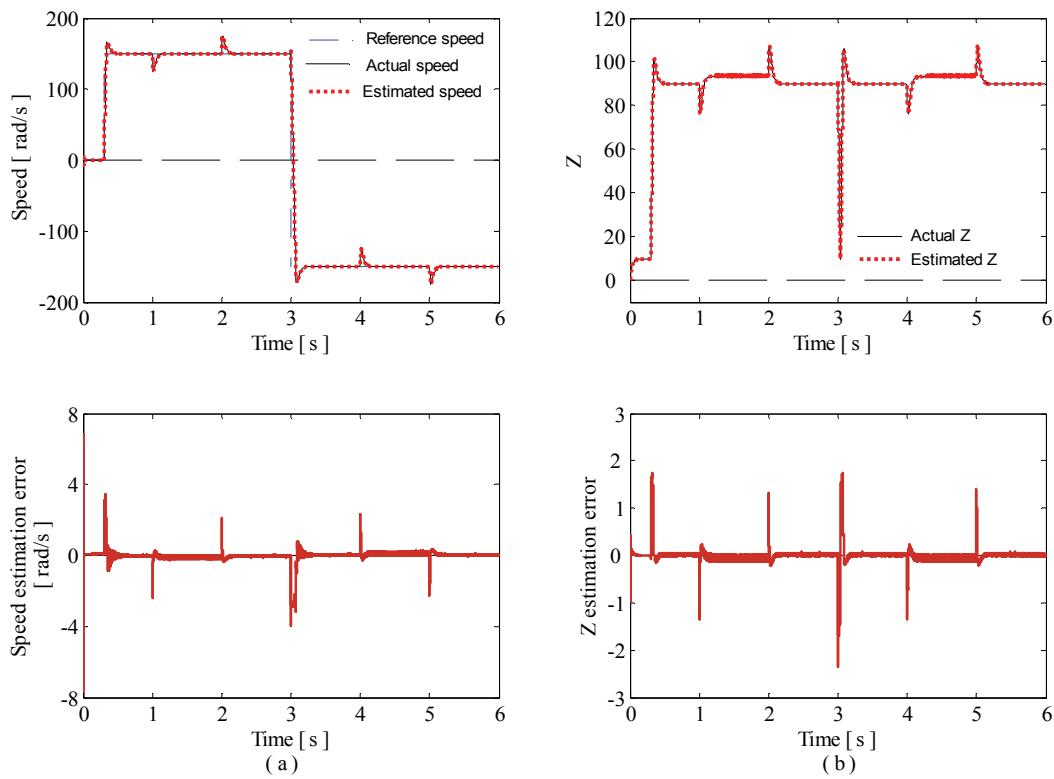 200
100
0
-100
-200
Speed [ rad/s ]
Reference speed
Actual speed
Estimated speed
0 1 2 3 4 5 6
Time [ s ]
120
100
80
60
40
20
0
Z
Actual Z
Estimated Z
0 1 2 3 4 5 6
Time [ s ]
8
4
0
-4
-8
Speed estimation error
[ rad/s ]
0 1 2 3 4 5 6
Time [ s ]
( a )
3
2
1
0
-1
-2
-3
Z estimation error
0 1 2 3 4 5 6
Time [ s ]
( b )